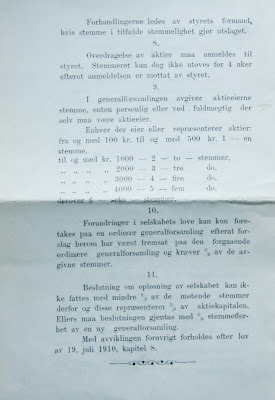 Forhandlingerne ledes av styrets formand,
hvis stemme i tilfælde stemmelighet gjør utslaget.
8.
Overdragelse av aktier maa anmeldes til
styret. Stemmeret kan dog ikke utøves før 4 uker
efterat anmeldelsen er mottat av styret.
9.
I generalforsamlingen avgiver aktieeierne
stemme, enten personlig eller ved fuldmægtig der
selv maa være aktieeier.
Enhver der eier eller repræsenterer aktier:
fra og med 100 kr. til og med 500 kr. 1 — en
stemme.
til og med kr. 1000 — 2 — to — stemmer,
„ „ „ „ 2000 — 3 — tre do.
„ „ „ „ 3000 — 4 — fire do.
„ „ „ „ 4000 — 5 — fem do.
derover 6 — seks — stemmer.
10.
Forandringer i selskabets love kan kun fore-
takes paa en ordinær generalforsamling efterat for-
slag herom har været fremsat paa den forgaaende
ordinære generalforsamling og kræver ²/₃ av de av-
givne stemmer.
11.
Beslutning om opløsning av selskabet kan ik-
ke fattes med mindre ²/₃ av de møtende stemmer
derfor og disse repræsenterer ²/₃ av aktiekapitalen.
Ellers maa beslutningen gjentas med ²/₃ stemmefler-
het av en ny generalforsamling.
Med avviklingen forøvrigt forholdes efter lov
av 19. juli 1910, kapitel 8.